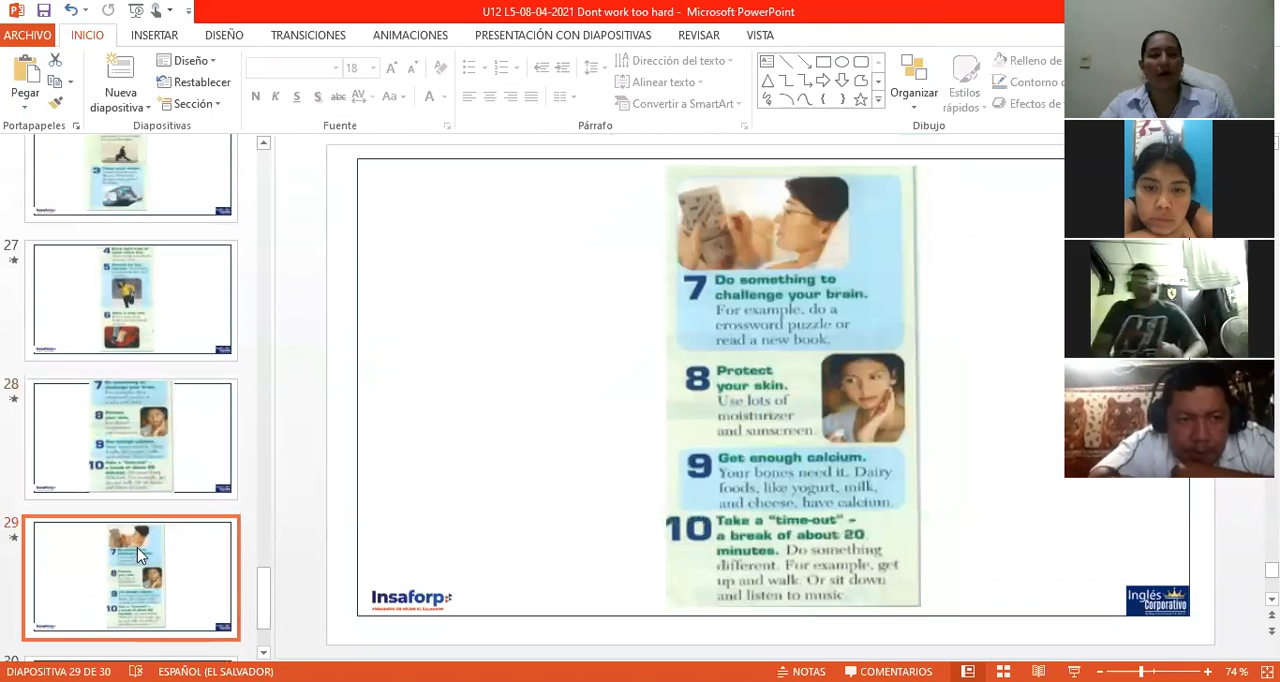 U12 L5-08-04-2021 Dont work too hard - Microsoft PowerPoint
ARCHIVO INICIO INSERTAR DISEÑO TRANSICIONES ANIMACIONES PRESENTACIÓN CON DIAPOSITIVAS REVISAR VISTA
Pegar
Nueva
diapositiva
Diseño
Restablecer
Sección
18
N K S S abc AV Aa A
Dirección del texto
Alinear texto
Convertir a SmartArt
Organizar
Estilos
rápidos
Relleno de
Contorno
Efectos de
Portapapeles Diapositivas Fuente Párrafo Dibujo
27
28
29
7 Do something to
challenge your brain.
For example, do a
crossword puzzle or
read a new book.
8 Protect
your skin.
Use lots of
moisturizer
and sunscreen.
9 Get enough calcium.
Your bones need it. Dairy
foods, like yogurt, milk,
and cheese, have calcium.
10 Take a "time-out" –
a break of about 20
minutes. Do something
different. For example, get
up and walk. Or sit down
and listen to music.
Insaforp
Inglés
Corporativo
DIAPOSITIVA 29 DE 30 ESPAÑOL (EL SALVADOR) NOTAS COMENTARIOS 74 %